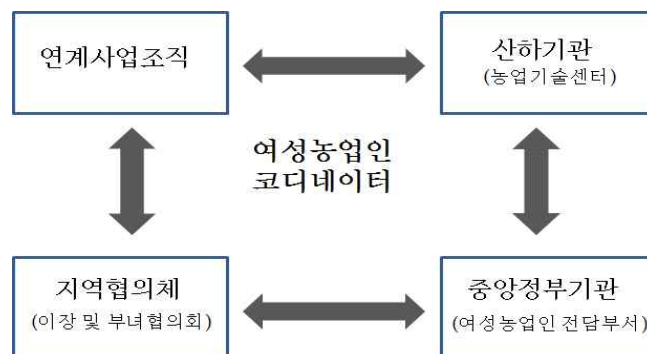 연계사업조직
산하기관
(농업기술센터)
여성농업인
코디네이터
지역협의체
(이장 및 부녀협의회)
중앙정부기관
(여성농업인 전담부서)